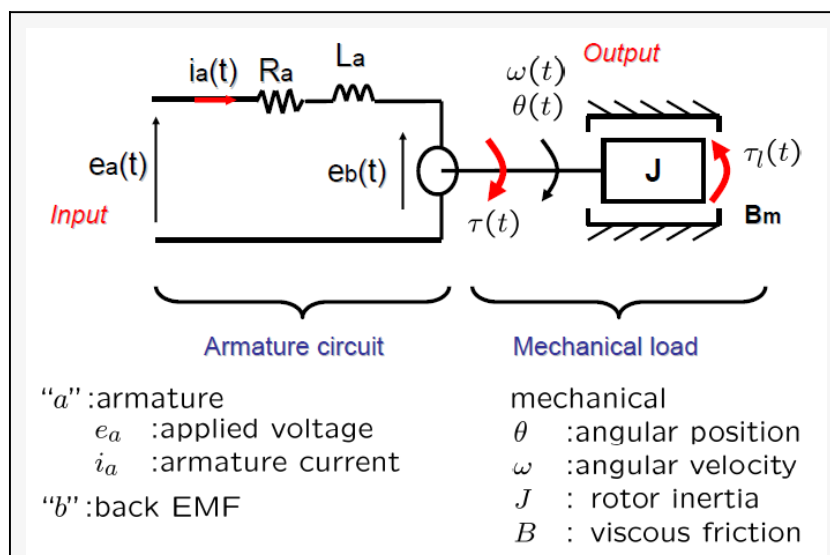 Output
ia(t) Ra La ω(t)
θ(t)
ea(t) eb(t) J τl(t)
Input τ(t) Bm
Armature circuit Mechanical load
“a” :armature
ea :applied voltage
ia :armature current
“b” :back EMF
mechanical
θ :angular position
ω :angular velocity
J : rotor inertia
B : viscous friction